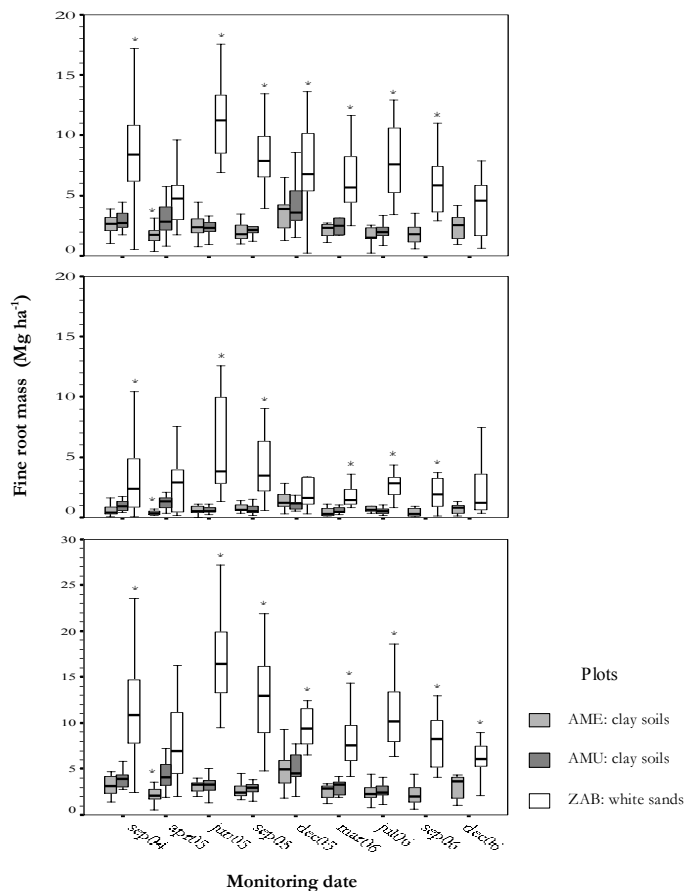 Fine root mass (Mg ha⁻¹)
20
15
10
5
0
20
15
10
5
0
30
25
20
15
10
5
0
sep04
apr05
jun05
sep05
dec05
mar06
jul06
sep06
dec06
Monitoring date
Plots
AME: clay soils
AMU: clay soils
ZAB: white sands